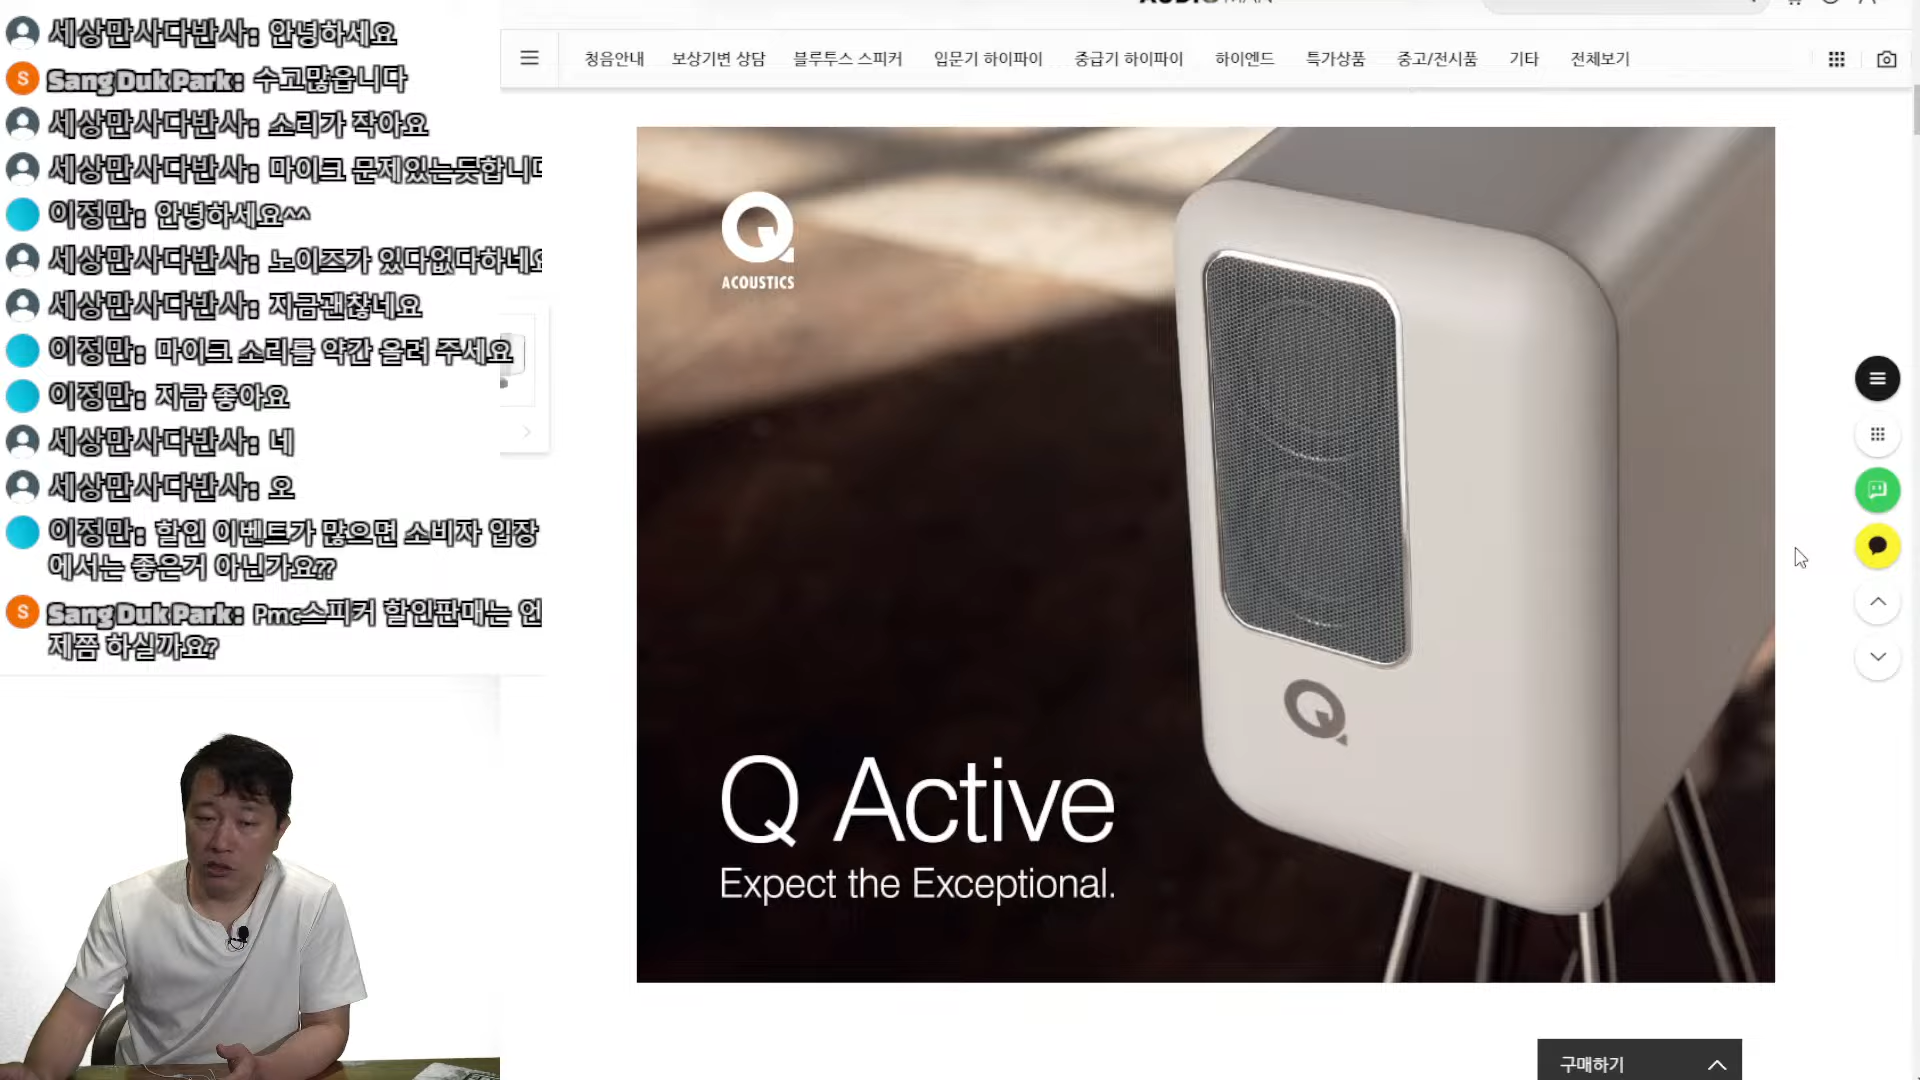 세상만사다반사: 안녕하세요
Sang Duk Park: 수고많읍니다
세상만사다반사: 소리가 작아요
세상만사다반사: 마이크 문제있는듯합니다
이정만: 안녕하세요^^
세상만사다반사: 노이즈가 있다없다하네요
세상만사다반사: 지금괜찮네요
이정만: 마이크 소리를 약간 올려 주세요
이정만: 지금 좋아요
세상만사다반사: 네
세상만사다반사: 오
이정만: 할인 이벤트가 많으면 소비자 입장
에서는 좋은거 아닌가요??
Sang Duk Park: Pmc스피커 할인판매는 언
제쯤 하실까요?
청음안내 보상기변 상담 블루투스 스피커 입문기 하이파이 중급기 하이파이 하이엔드 특가상품 중고/전시품 기타 전체보기
Q
ACOUSTICS
Q Active
Expect the Exceptional.
구매하기